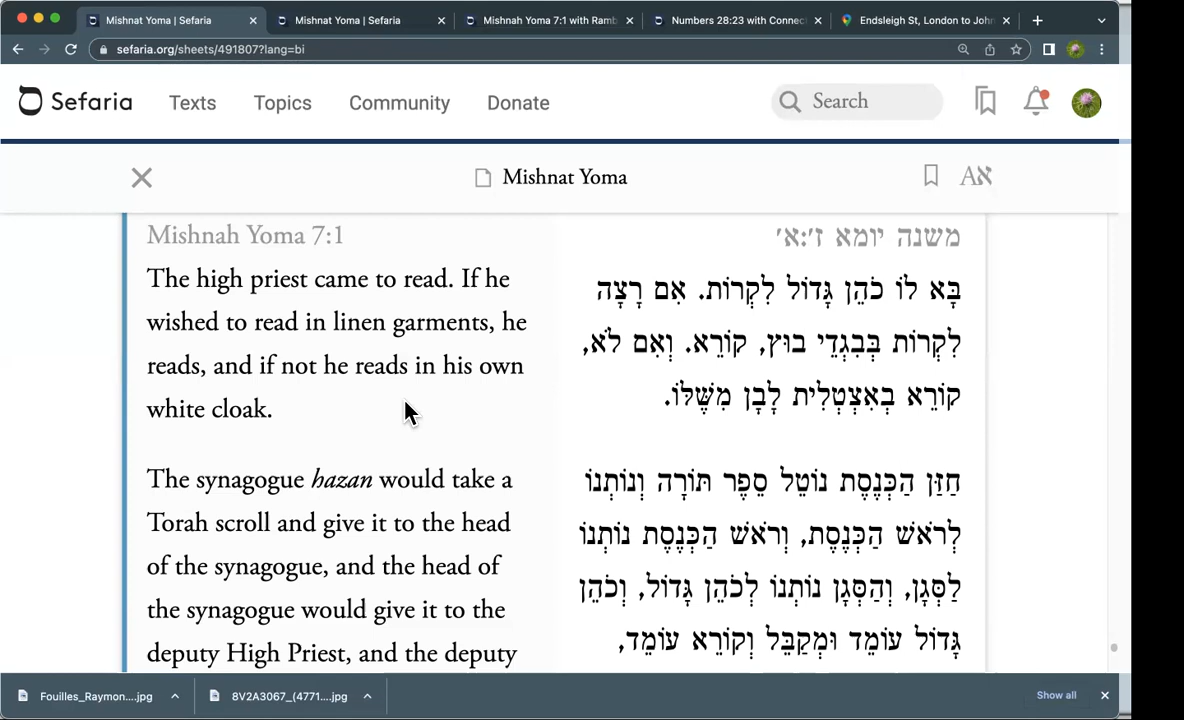 Mishnat Yoma | Sefaria
Mishnat Yoma | Sefaria
Mishnah Yoma 7:1 with Ramb
Numbers 28:23 with Connec
Endsleigh St, London to John
sefaria.org/sheets/491807?lang=bi
Sefaria
Texts
Topics
Community
Donate
Search
Mishnat Yoma
Aא
Mishnah Yoma 7:1
The high priest came to read. If he
wished to read in linen garments, he
reads, and if not he reads in his own
white cloak.
The synagogue hazan would take a
Torah scroll and give it to the head
of the synagogue, and the head of
the synagogue would give it to the
deputy High Priest, and the deputy
משנה יומא ז׳:א׳
בָּא לוֹ כֹהֵן גָּדוֹל לִקְרוֹת. אִם רָצָה
לִקְרוֹת בְּבִגְדֵי בוּץ, קוֹרֵא. וְאִם לֹא,
קוֹרֵא בְאִצְטְלִית לָבָן מִשֶּׁלּוֹ.
חַזַּן הַכְּנֶסֶת נוֹטֵל סֵפֶר תּוֹרָה וְנוֹתְנוֹ
לְרֹאשׁ הַכְּנֶסֶת, וְרֹאשׁ הַכְּנֶסֶת נוֹתְנוֹ
לַסְּגָן, וְהַסְּגָן נוֹתְנוֹ לְכֹהֵן גָּדוֹל, וְכֹהֵן
גָּדוֹל עוֹמֵד וּמְקַבֵּל וְקוֹרֵא עוֹמֵד,
Fouilles_Raymon....jpg
8V2A3067_(4771....jpg
Show all